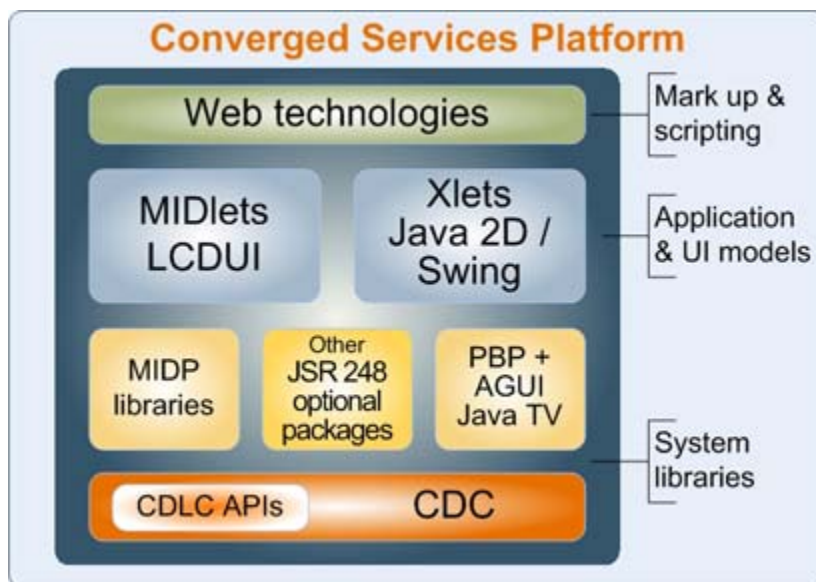 Converged Services Platform
Web technologies
Mark up &
scripting
MIDlets
LCDUI
Xlets
Java 2D /
Swing
Application
& UI models
MIDP
libraries
Other
JSR 248
optional
packages
PBP +
AGUI
Java TV
System
libraries
CDLC APIs
CDC